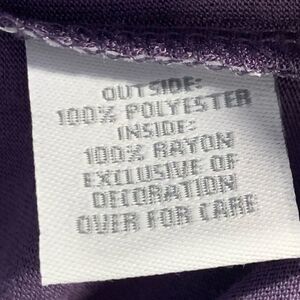 OUTSIDE:
100% POLYESTER
INSIDE:
100% RAYON
EXCLUSIVE OF
DECORATION
OVER FOR CARE